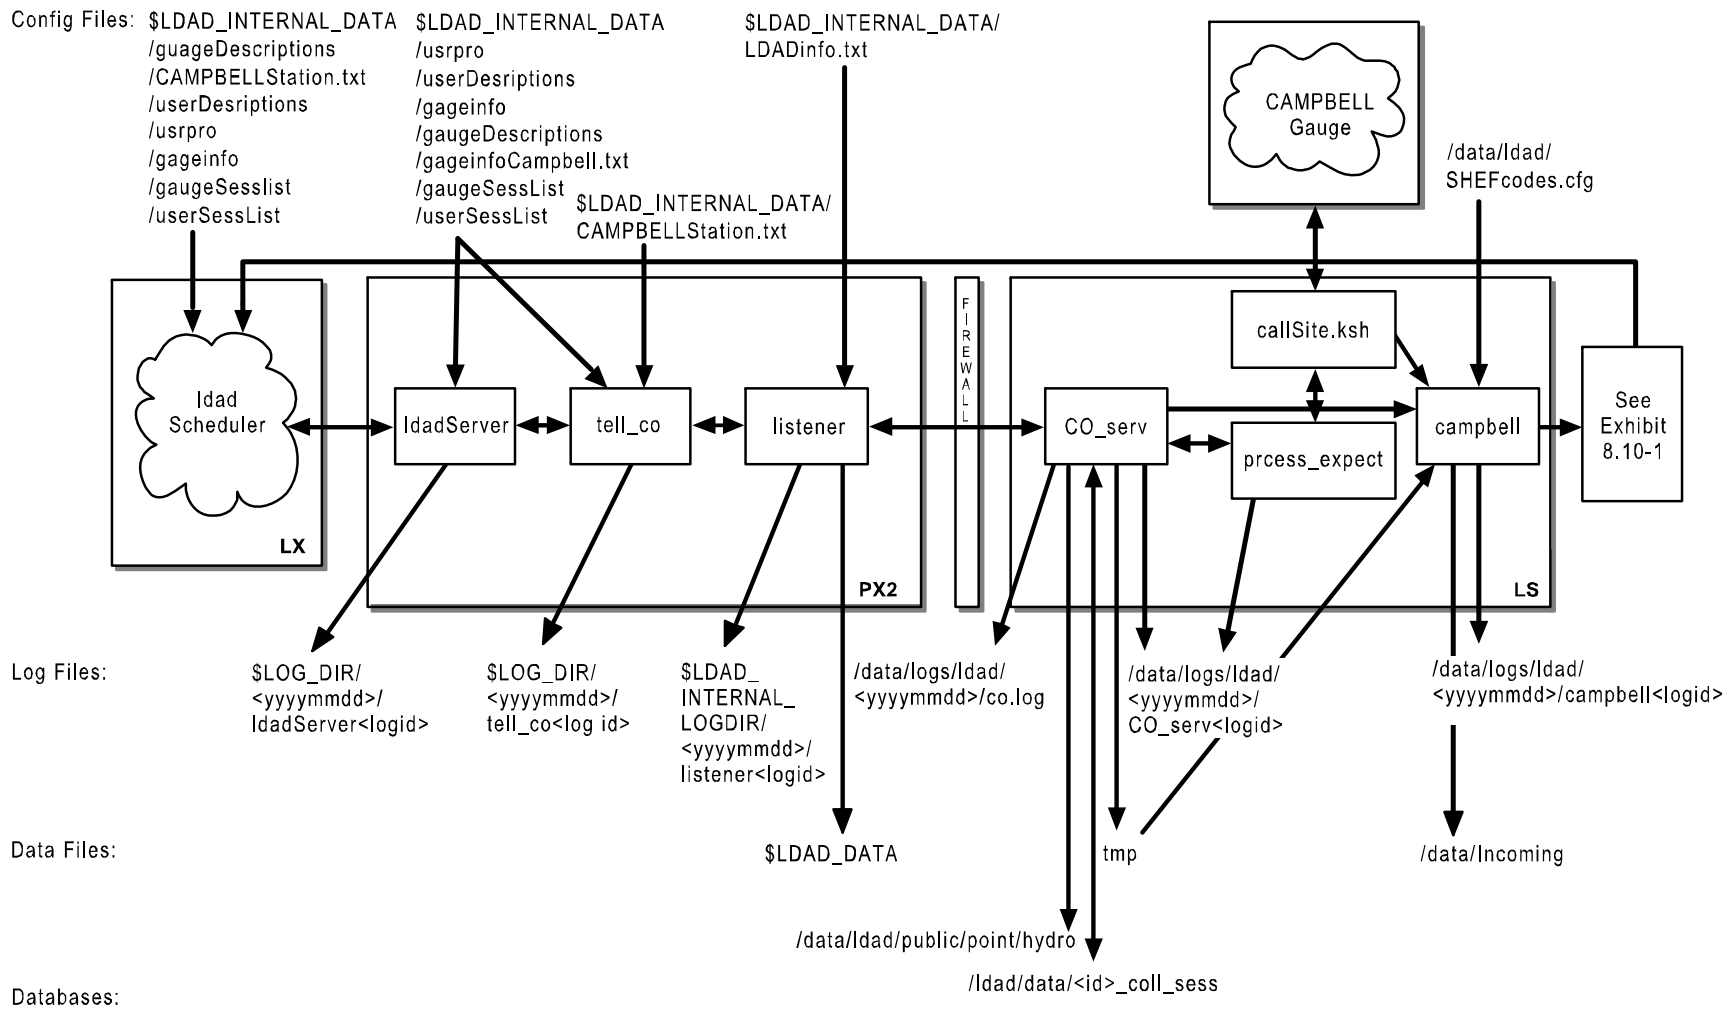 Config Files:
$LDAD_INTERNAL_DATA
/guageDescriptions
/CAMPBELLStation.txt
/userDesriptions
/usrpro
/gageinfo
/gaugeSesslist
/userSessList
$LDAD_INTERNAL_DATA
/usrpro
/userDesriptions
/gageinfo
/gaugeDescriptions
/gageinfoCampbell.txt
/gaugeSessList
/userSessList
$LDAD_INTERNAL_DATA/
CAMPBELLStation.txt
$LDAD_INTERNAL_DATA/
LDADinfo.txt
CAMPBELL
Gauge
/data/ldad/
SHEFcodes.cfg
ldad
Scheduler
LX
ldadServer
tell_co
listener
PX2
FIREWALL
callSite.ksh
CO_serv
prcess_expect
campbell
LS
See
Exhibit
8.10-1
Log Files:
$LOG_DIR/
<yyyymmdd>/
ldadServer<logid>
$LOG_DIR/
<yyyymmdd>/
tell_co<log id>
$LDAD_
INTERNAL_
LOGDIR/
<yyyymmdd>/
listener<logid>
/data/logs/ldad/
<yyyymmdd>/co.log
/data/logs/ldad/
<yyyymmdd>/
CO_serv<logid>
/data/logs/ldad/
<yyyymmdd>/campbell<logid>
Data Files:
$LDAD_DATA
tmp
/data/Incoming
/data/ldad/public/point/hydro
/ldad/data/<id>_coll_sess
Databases: